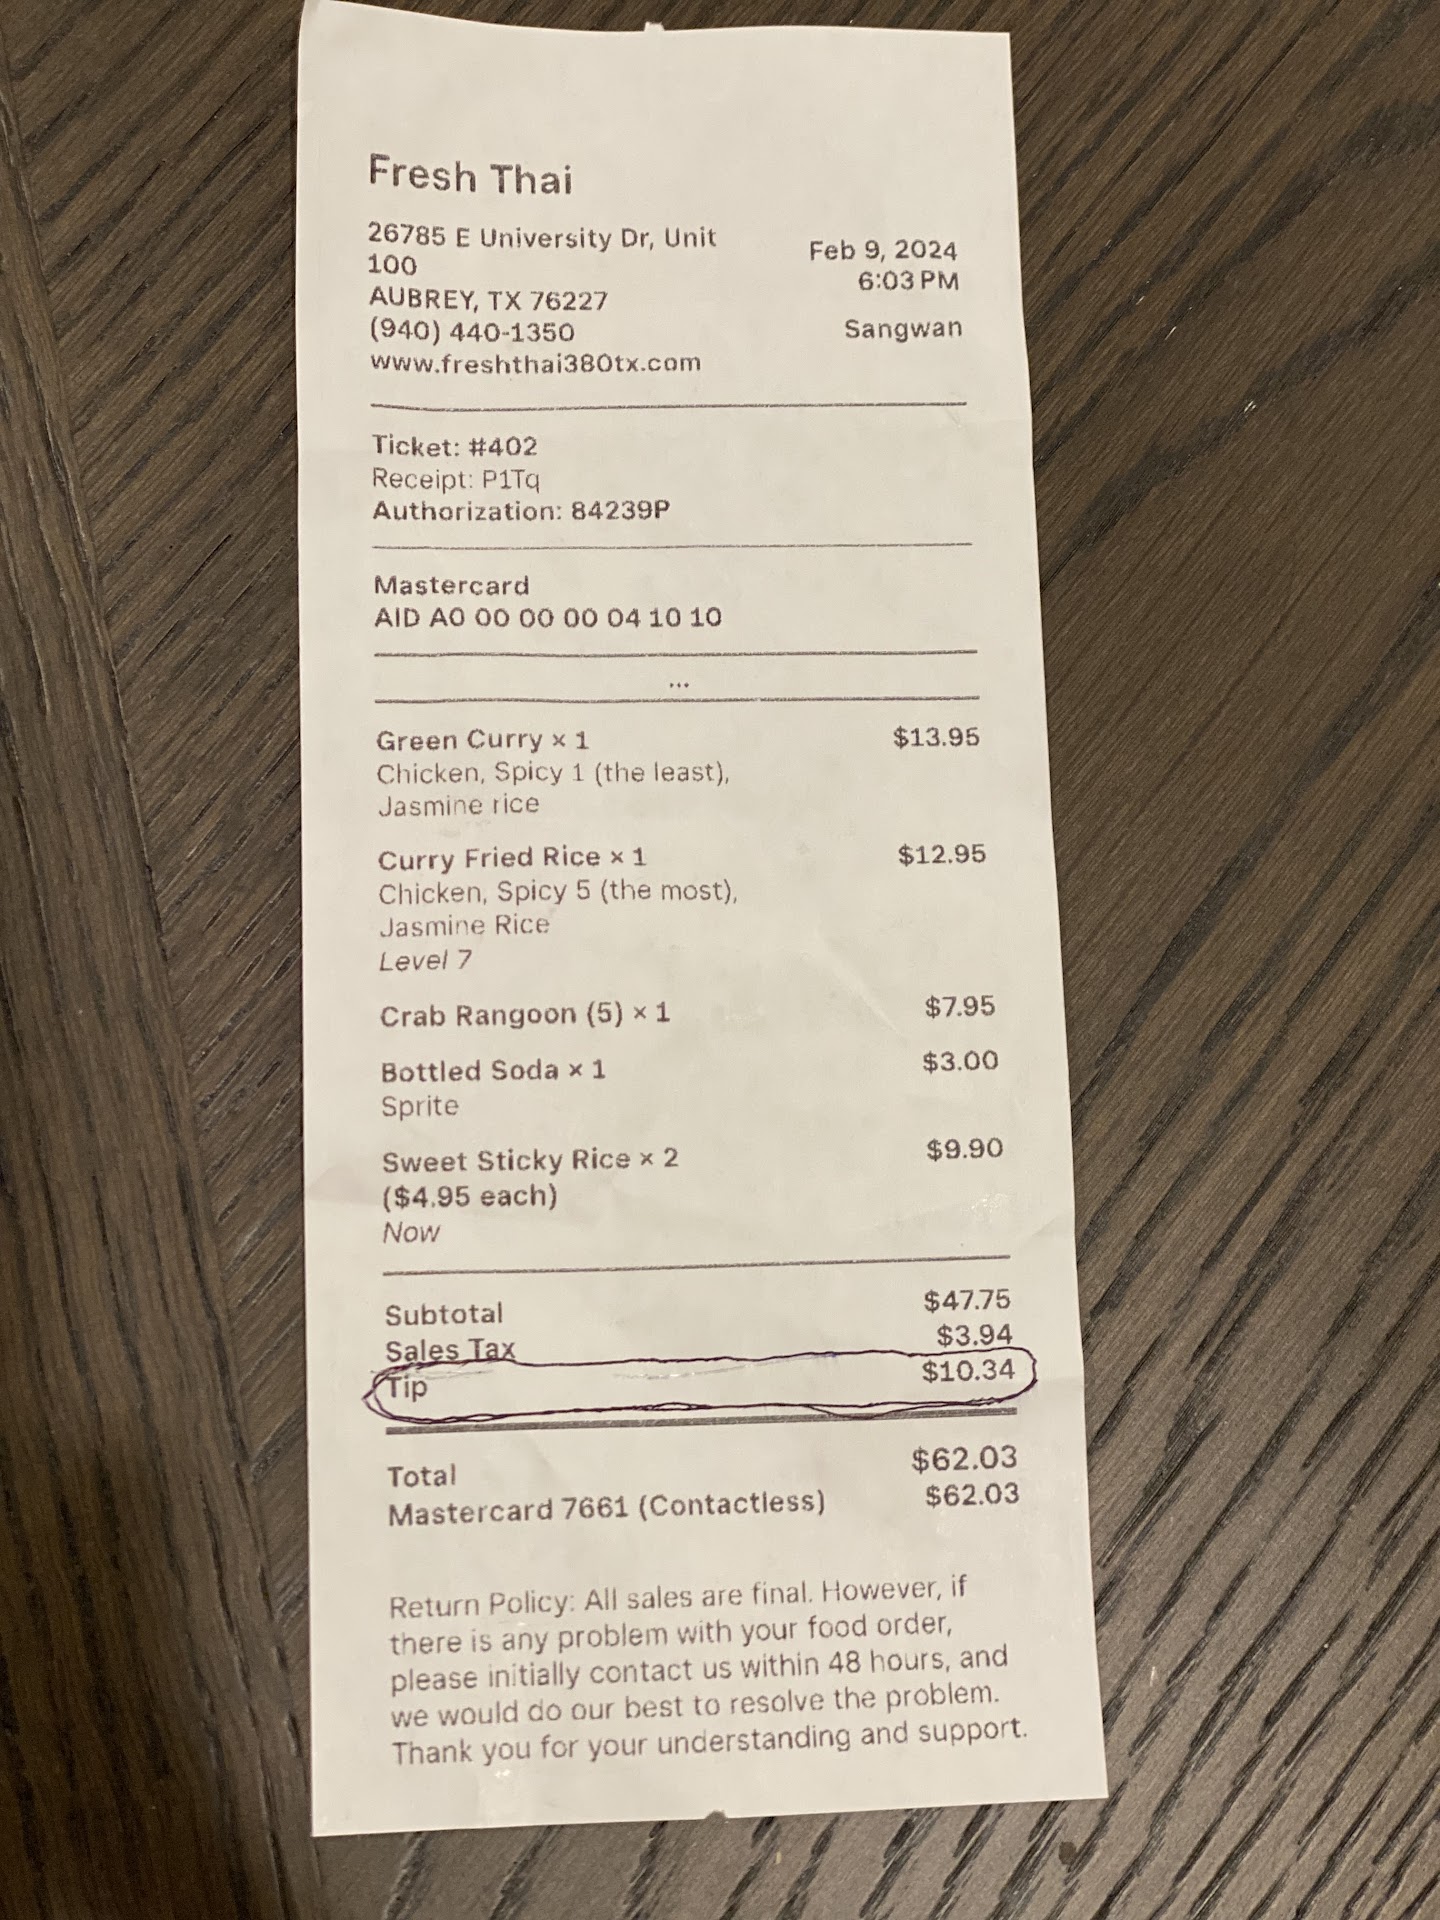 Fresh Thai
26785 E University Dr, Unit
100
AUBREY, TX 76227
(940) 440-1350
www.freshthai380tx.com
Feb 9, 2024
6:03 PM
Sangwan
Ticket: #402
Receipt: P1Tq
Authorization: 84239P
Mastercard
AID A0 00 00 00 04 10 10
...
Green Curry × 1 $13.95
Chicken, Spicy 1 (the least),
Jasmine rice
Curry Fried Rice × 1 $12.95
Chicken, Spicy 5 (the most),
Jasmine Rice
Level 7
Crab Rangoon (5) × 1 $7.95
Bottled Soda × 1 $3.00
Sprite
Sweet Sticky Rice × 2 $9.90
($4.95 each)
Now
Subtotal $47.75
Sales Tax $3.94
Tip $10.34
Total $62.03
Mastercard 7661 (Contactless) $62.03
Return Policy: All sales are final. However, if
there is any problem with your food order,
please initially contact us within 48 hours, and
we would do our best to resolve the problem.
Thank you for your understanding and support.